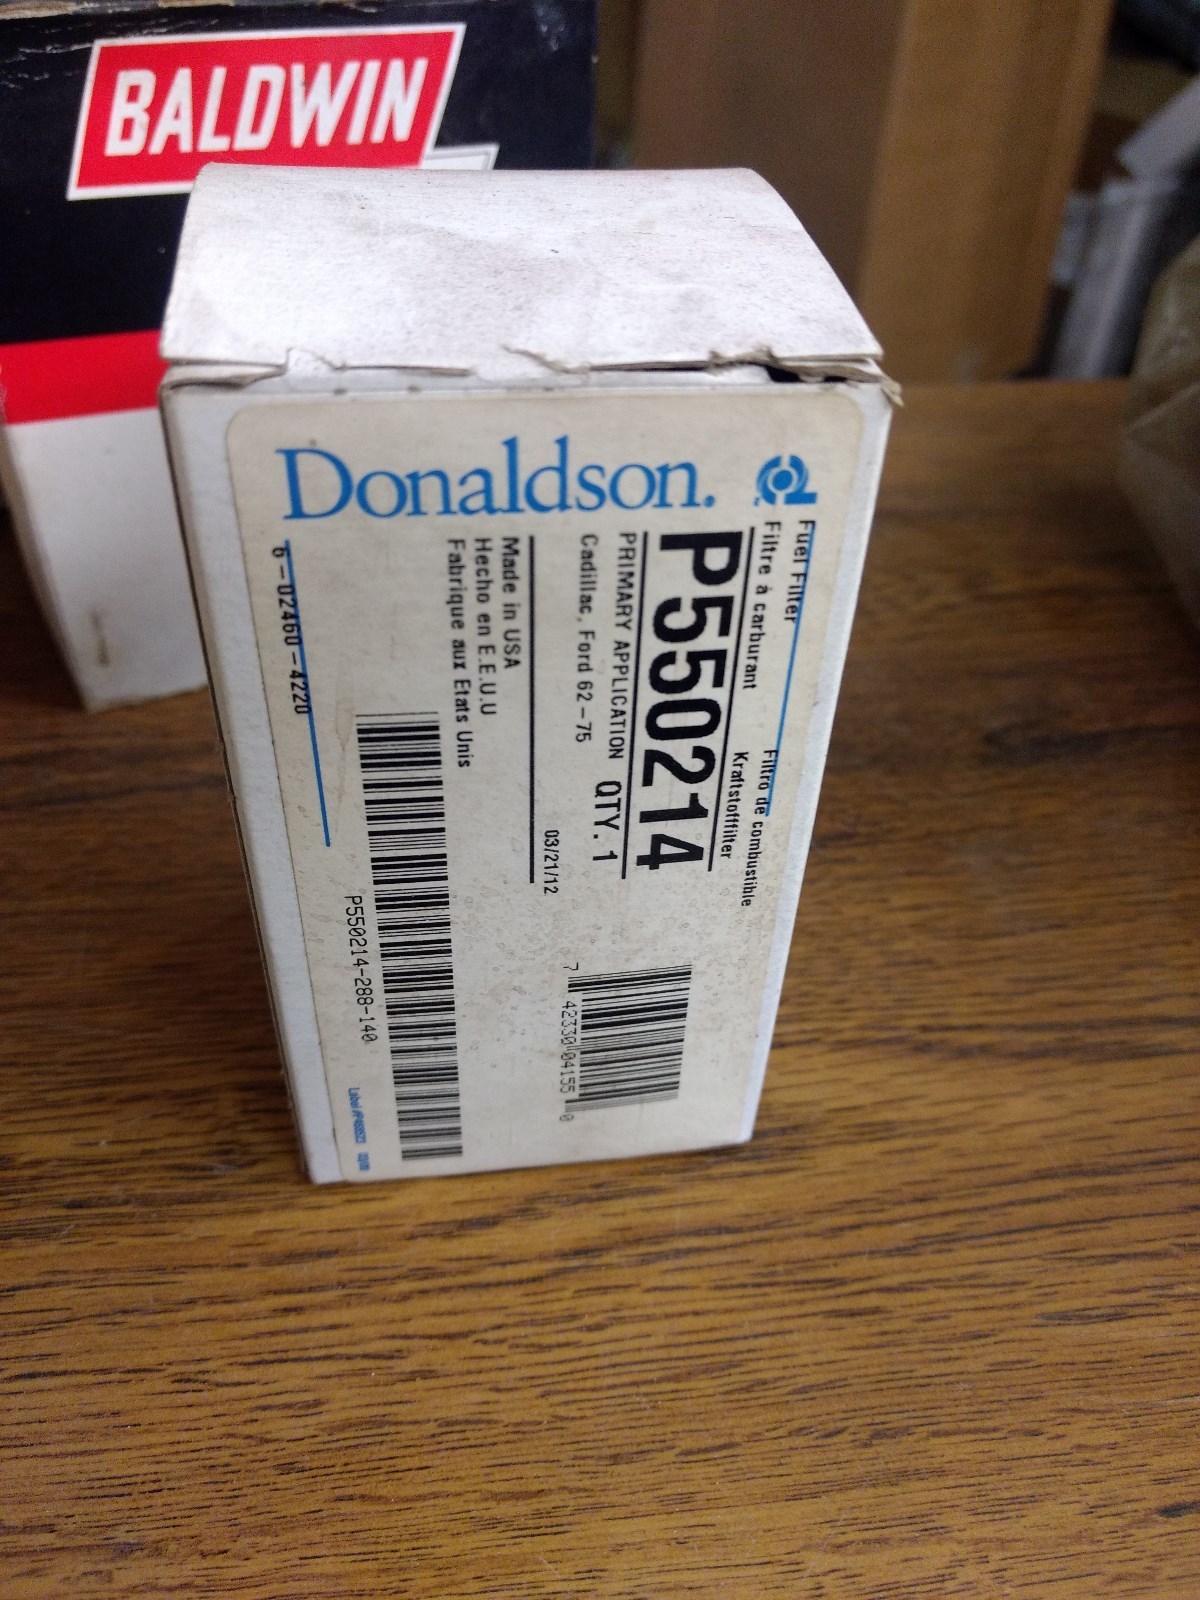 BALDWIN
Donaldson.
Fuel Filter
Filtro de combustible
Filtre à carburant
Kraftstofffilter
P550214
PRIMARY APPLICATION QTY. 1
Cadillac, Ford 62-75
03/21/12
Made in USA
Hecho en E.E.U.U
Fabrique aux Etats Unis
7 42330 04155 0
P550214-288-140
6-02460-4220